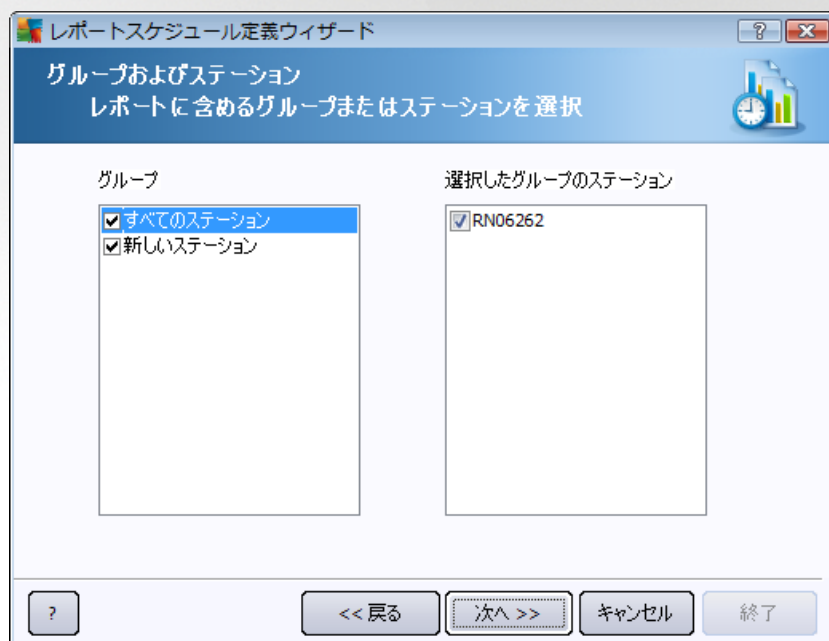 レポートスケジュール定義ウィザード
?
グループおよびステーション
レポートに含めるグループまたはステーションを選択
グループ
選択したグループのステーション
すべてのステーション
新しいステーション
RN06262
?
<< 戻る
次へ >>
キャンセル
終了